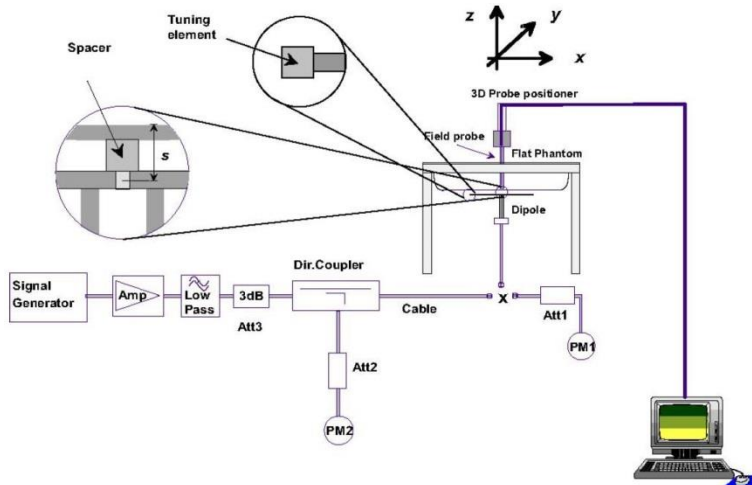 Tuning
element
Spacer
s
z
y
x
3D Probe positioner
Field probe
Flat Phantom
Dipole
Signal
Generator
Amp
Low
Pass
3dB
Att3
Dir.Coupler
Cable
x
Att1
PM1
Att2
PM2